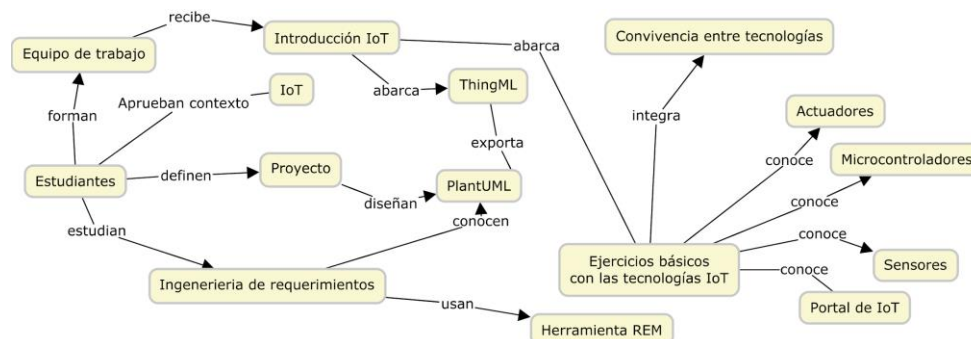 recibe
Introducción IoT
Convivencia entre tecnologías
Equipo de trabajo
abarca
abarca
ThingML
Aprueban contexto
IoT
forman
integra
Actuadores
exporta
conoce
Microcontroladores
Estudiantes
definen
Proyecto
diseñan
PlantUML
conoce
conocen
estudian
conoce
Ejercicios básicos
con las tecnologías IoT
Sensores
conoce
Ingenerieria de requerimientos
Portal de IoT
usan
Herramienta REM